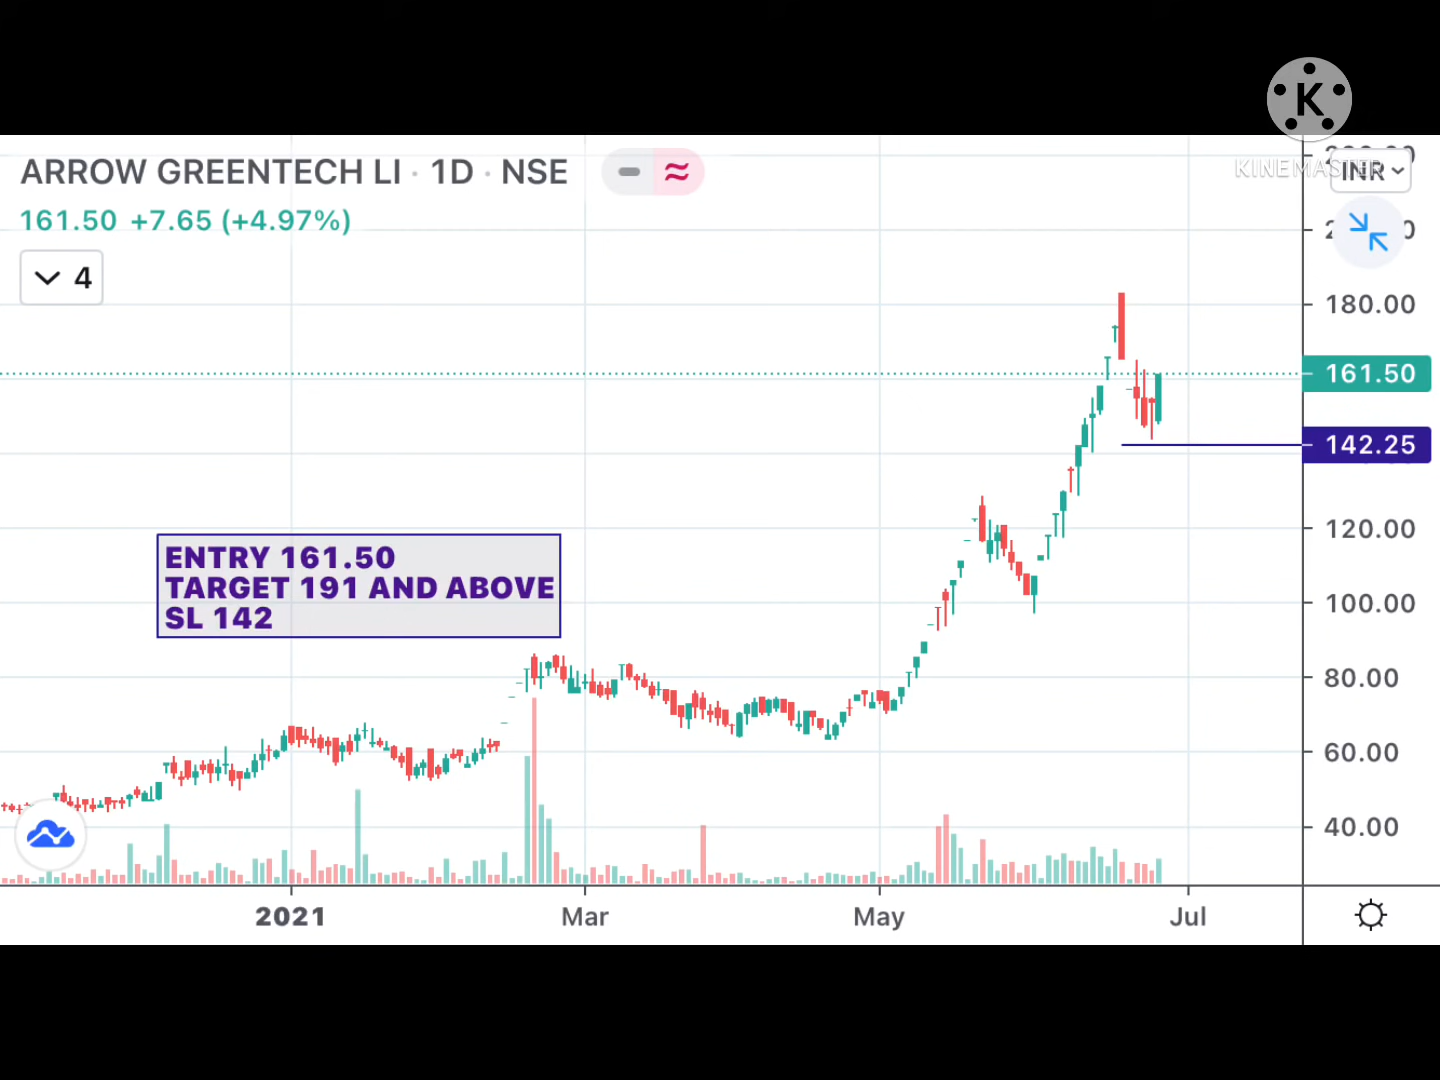 K
KINEMASTER
ARROW GREENTECH LI · 1D · NSE
INR
161.50 +7.65 (+4.97%)
4
180.00
161.50
142.25
120.00
100.00
80.00
60.00
40.00
ENTRY 161.50
TARGET 191 AND ABOVE
SL 142
2021 Mar May Jul